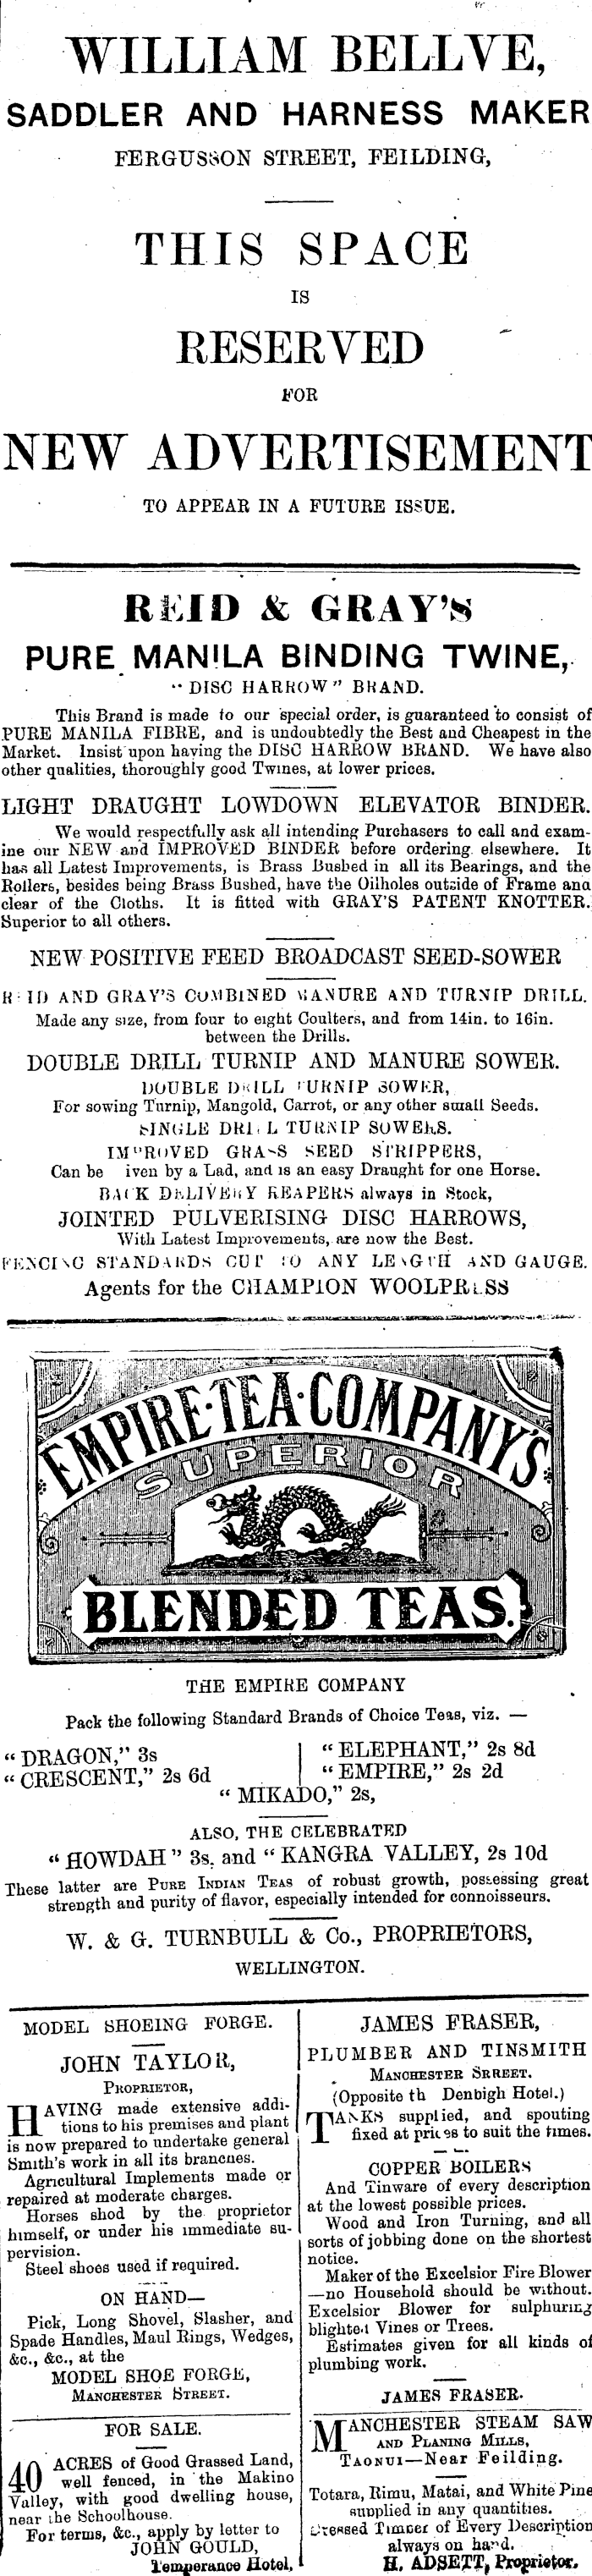 WILLIAM BELLVE,
SADDLER AND HARNESS MAKER
FERGUSSON STREET, FEILDING,
THIS SPACE
IS
RESERVED
FOR
NEW ADVERTISEMENT
TO APPEAR IN A FUTURE ISSUE.
REID & GRAY'S
PURE MANILA BINDING TWINE,
"DISC HARROW" BRAND.
This Brand is made to our special order, is guaranteed to consist of
PURE MANILA FIBRE, and is undoubtedly the Best and Cheapest in the
Market. Insist upon having the DISC HARROW BRAND. We have also
other qualities, thoroughly good Twines, at lower prices.
LIGHT DRAUGHT LOWDOWN ELEVATOR BINDER.
We would respectfully ask all intending Purchasers to call and exam-
ine our NEW and IMPROVED BINDER before ordering elsewhere. It
has all Latest Improvements, is Brass Bushed in all its Bearings, and the
Rollers, besides being Brass Bushed, have the Oilholes outside of Frame and
clear of the Cloths. It is fitted with GRAY'S PATENT KNOTTER.
Superior to all others.
NEW POSITIVE FEED BROADCAST SEED-SOWER
REID AND GRAY'S COMBINED MANURE AND TURNIP DRILL.
Made any size, from four to eight Coulters, and from 14in. to 16in.
between the Drills.
DOUBLE DRILL TURNIP AND MANURE SOWER.
DOUBLE DRILL TURNIP SOWER,
For sowing Turnip, Mangold, Carrot, or any other small Seeds.
SINGLE DRILL TURNIP SOWERS.
IMPROVED GRASS SEED STRIPPERS,
Can be iven by a Lad, and is an easy Draught for one Horse.
BACK DELIVERY REAPERS always in Stock,
JOINTED PULVERISING DISC HARROWS,
With Latest Improvements, are now the Best.
FENCING STANDARDS CUT TO ANY LENGTH AND GAUGE.
Agents for the CHAMPION WOOLPRESS
EMPIRE·TEA·COMPANY'S
SUPERIOR
BLENDED TEAS.
THE EMPIRE COMPANY
Pack the following Standard Brands of Choice Teas, viz. —
"DRAGON," 3s
"CRESCENT," 2s 6d
"ELEPHANT," 2s 8d
"EMPIRE," 2s 2d
"MIKADO," 2s,
ALSO, THE CELEBRATED
"HOWDAH" 3s. and "KANGRA VALLEY, 2s 10d
These latter are PURE INDIAN TEAS of robust growth, possessing great
strength and purity of flavor, especially intended for connoisseurs.
W. & G. TURNBULL & Co., PROPRIETORS,
WELLINGTON.
MODEL SHOEING FORGE.
JOHN TAYLOR,
PROPRIETOR,
HAVING made extensive addi-
tions to his premises and plant
is now prepared to undertake general
Smith's work in all its branches.
Agricultural Implements made or
repaired at moderate charges.
Horses shod by the proprietor
himself, or under his immediate su-
pervision.
Steel shoes used if required.
ON HAND—
Pick, Long Shovel, Slasher, and
Spade Handles, Maul Rings, Wedges,
&c., &c., at the
MODEL SHOE FORGE,
MANCHESTER STREET.
FOR SALE.
40 ACRES of Good Grassed Land,
well fenced, in the Makino
Valley, with good dwelling house,
near the Schoolhouse.
For terms, &c., apply by letter to
JOHN GOULD,
Temperance Hotel,
JAMES FRASER,
PLUMBER AND TINSMITH
MANCHESTER SRREET.
(Opposite th Denbigh Hotel.)
TANKS supplied, and spouting
fixed at prices to suit the times.
COPPER BOILERS
And Tinware of every description
at the lowest possible prices.
Wood and Iron Turning, and all
sorts of jobbing done on the shortest
notice.
Maker of the Excelsior Fire Blower
—no Household should be without.
Excelsior Blower for sulphuring
blighted Vines or Trees.
Estimates given for all kinds of
plumbing work.
JAMES FRASER.
MANCHESTER STEAM SAW
AND PLANING MILLS,
TAONUI—Near Feilding.
Totara, Rimu, Matai, and White Pine
supplied in any quantities.
Dressed Timber of Every Description
always on hand.
H. ADSETT, Proprietor.